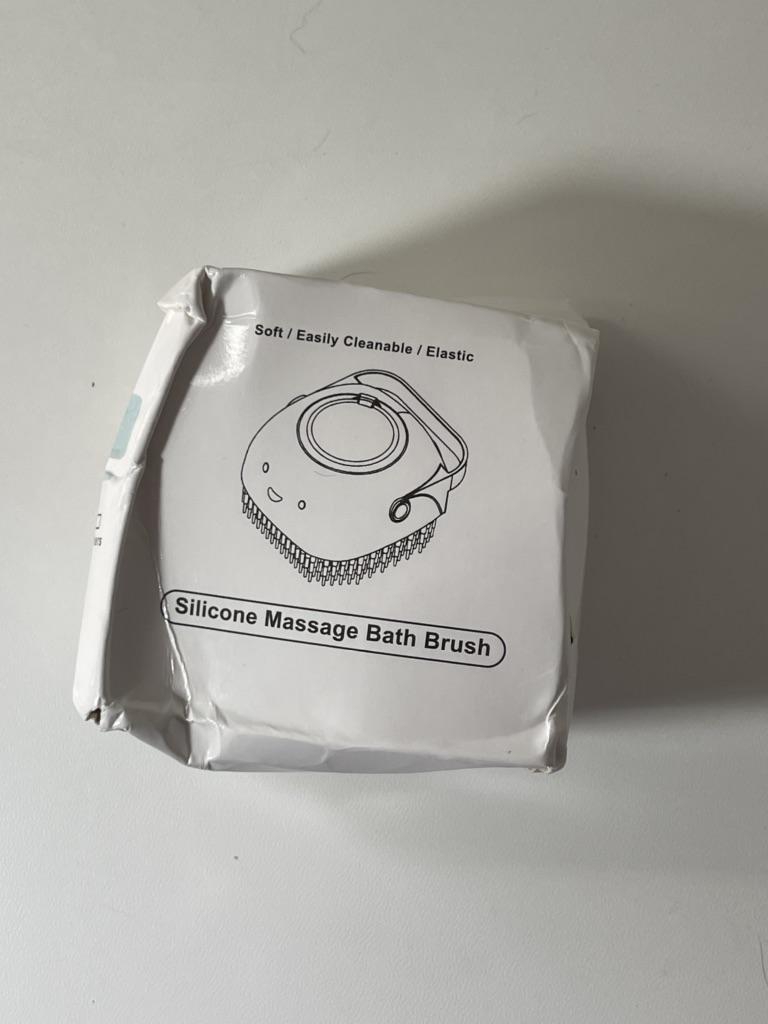 Soft / Easily Cleanable / Elastic
Silicone Massage Bath Brush